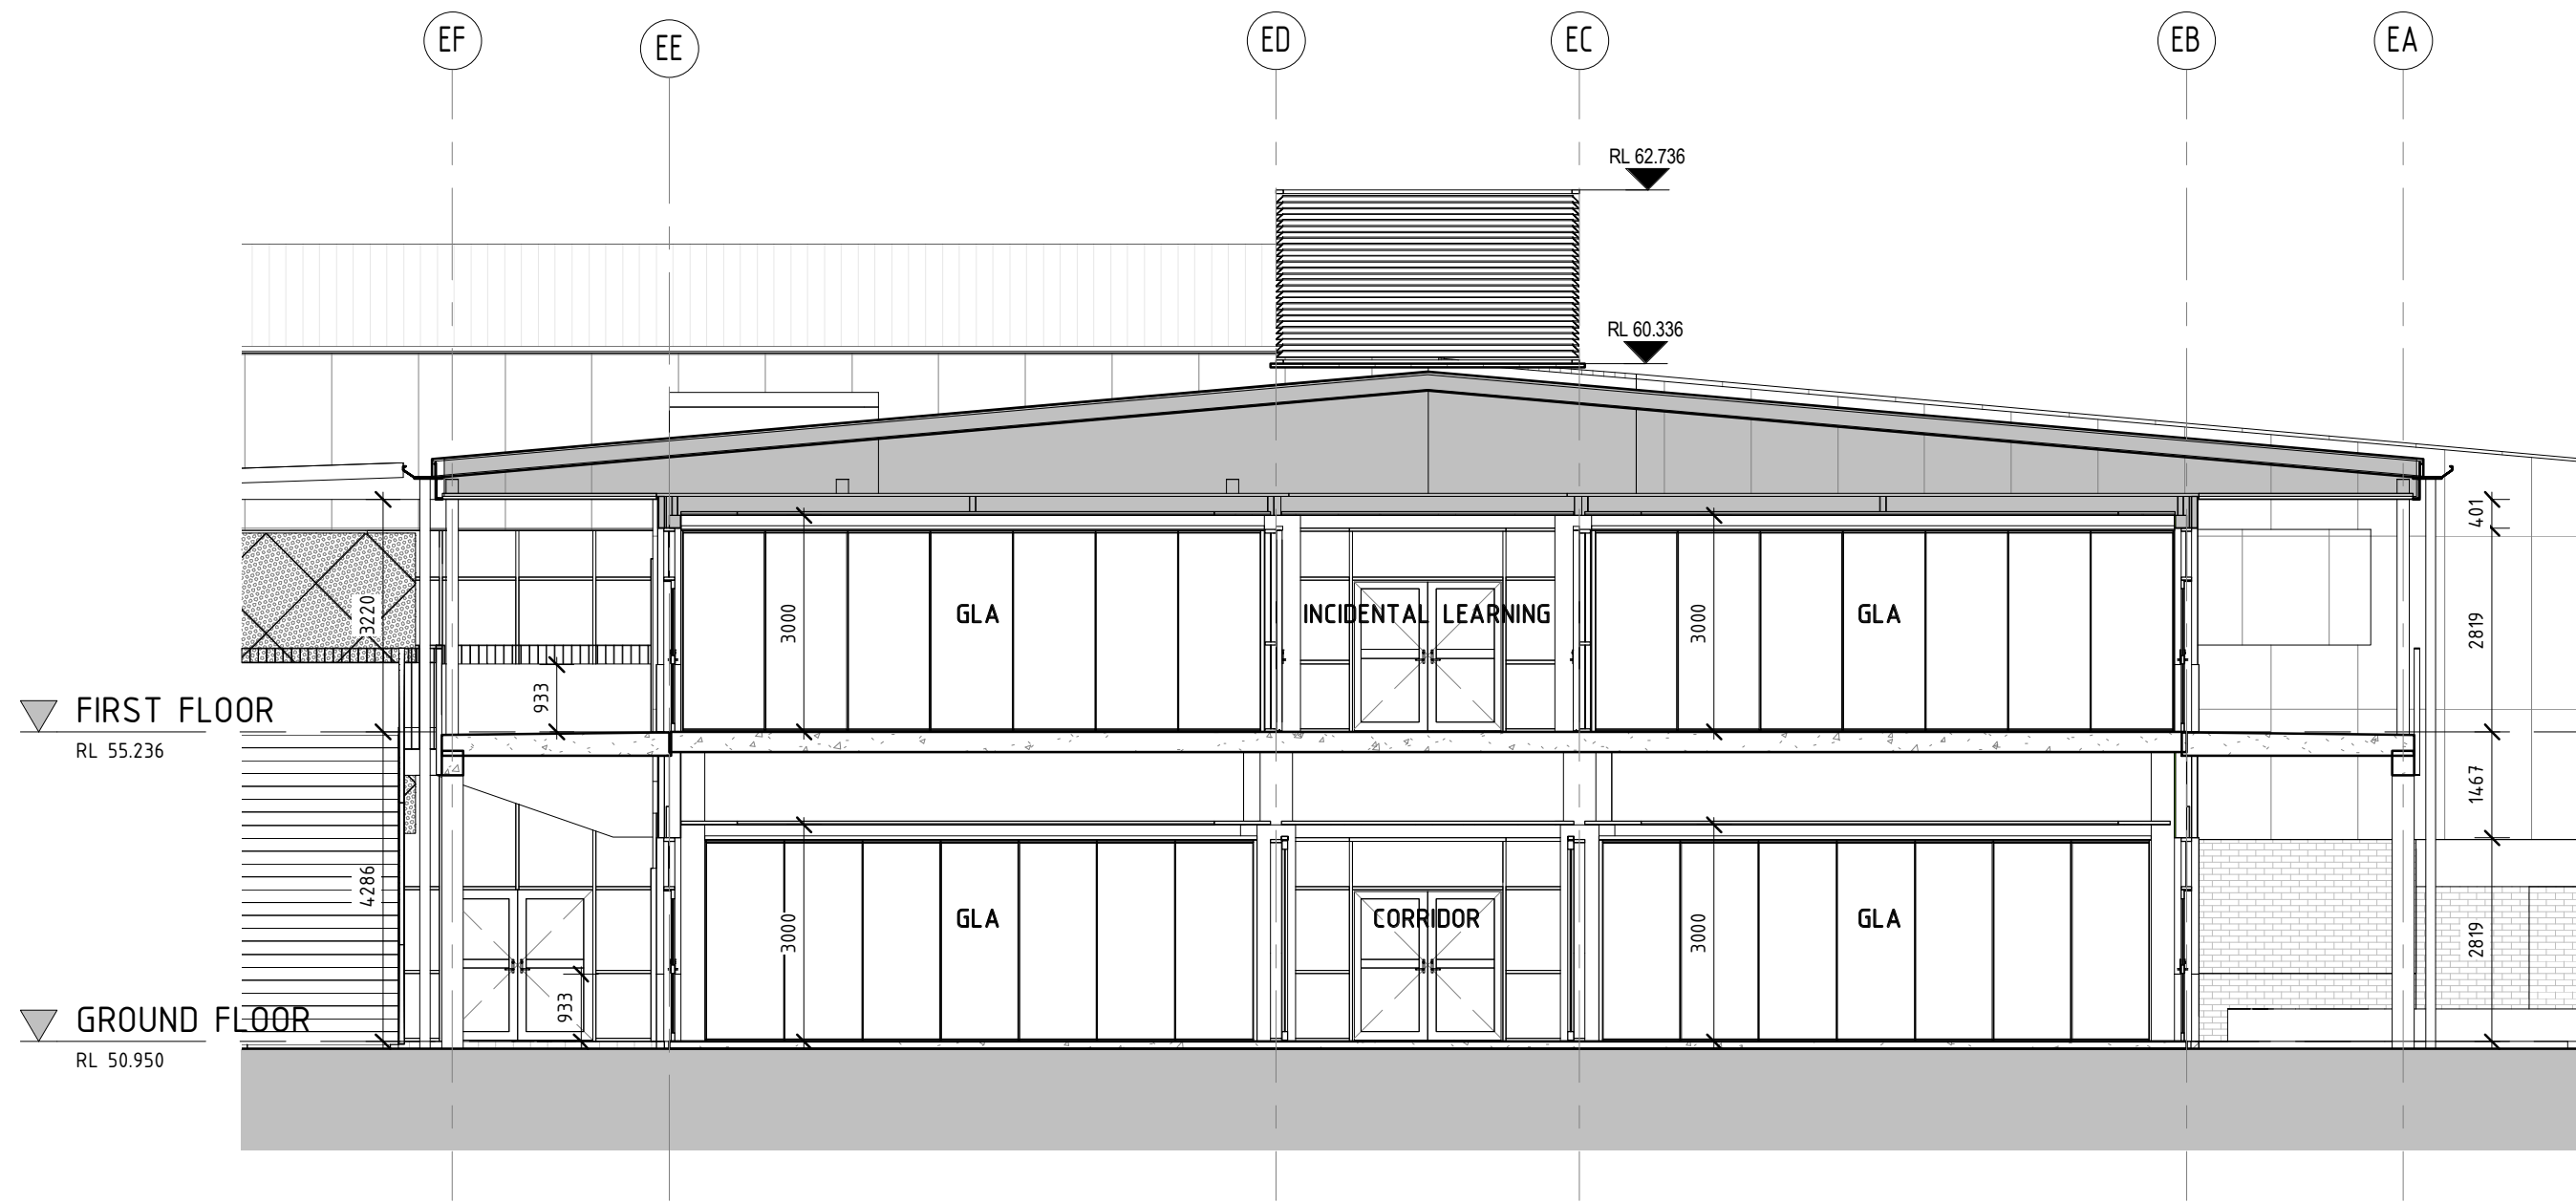 EF
EE
ED
EC
EB
EA
RL 62.736
RL 60.336
401
3220
3000
GLA
INCIDENTAL LEARNING
3000
GLA
2819
933
FIRST FLOOR
RL 55.236
1467
4286
3000
GLA
CORRIDOR
3000
GLA
2819
933
GROUND FLOOR
RL 50.950